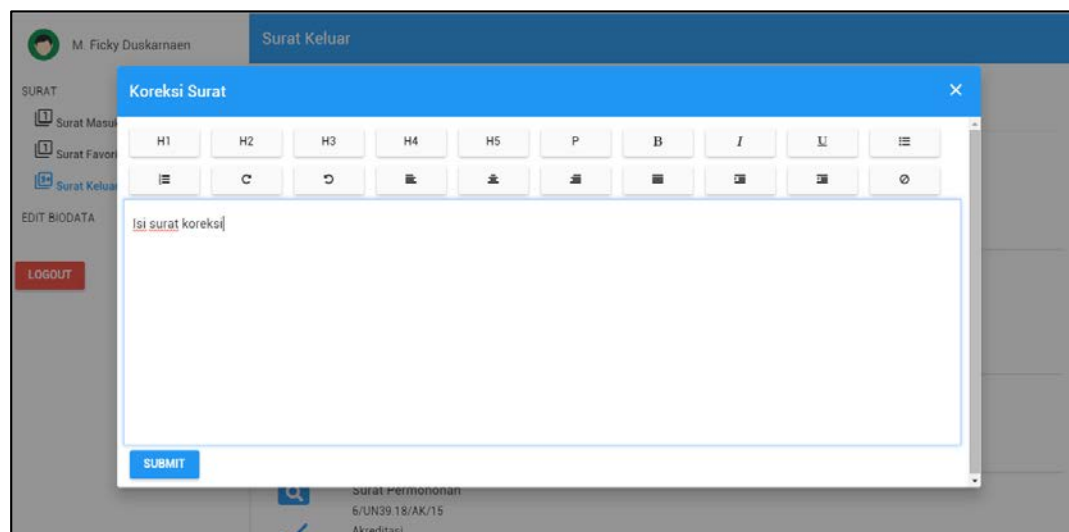 M. Ficky Duskarnaen
Surat Keluar
SURAT
Surat Masuk
Surat Favori
Surat Keluar
EDIT BIODATA
LOGOUT
Koreksi Surat
H1 H2 H3 H4 H5 P B I U
Isi surat koreksi
SUBMIT
Surat Permohonan
6/UN39.18/AK/15
Akreditasi